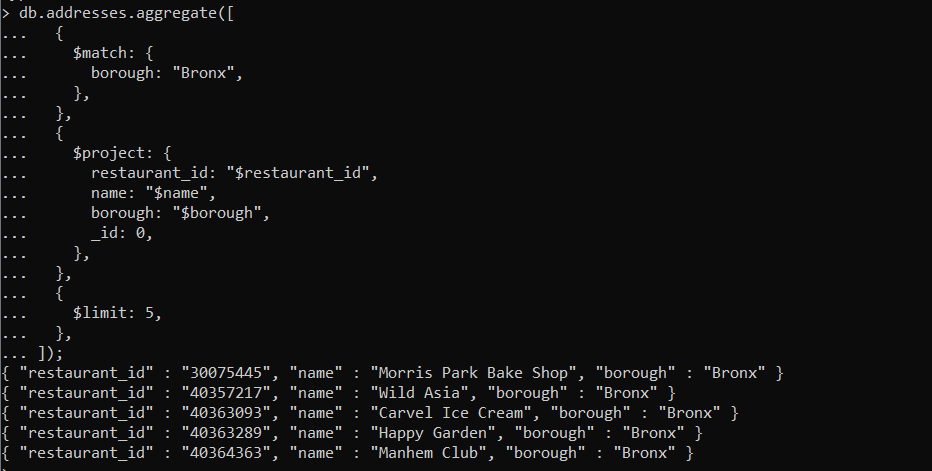 > db.addresses.aggregate([
...   {
...     $match: {
...       borough: "Bronx",
...     },
...   },
...   {
...     $project: {
...       restaurant_id: "$restaurant_id",
...       name: "$name",
...       borough: "$borough",
...       _id: 0,
...     },
...   },
...   {
...     $limit: 5,
...   },
... ]);
{ "restaurant_id" : "30075445", "name" : "Morris Park Bake Shop", "borough" : "Bronx" }
{ "restaurant_id" : "40357217", "name" : "Wild Asia", "borough" : "Bronx" }
{ "restaurant_id" : "40363093", "name" : "Carvel Ice Cream", "borough" : "Bronx" }
{ "restaurant_id" : "40363289", "name" : "Happy Garden", "borough" : "Bronx" }
{ "restaurant_id" : "40364363", "name" : "Manhem Club", "borough" : "Bronx" }